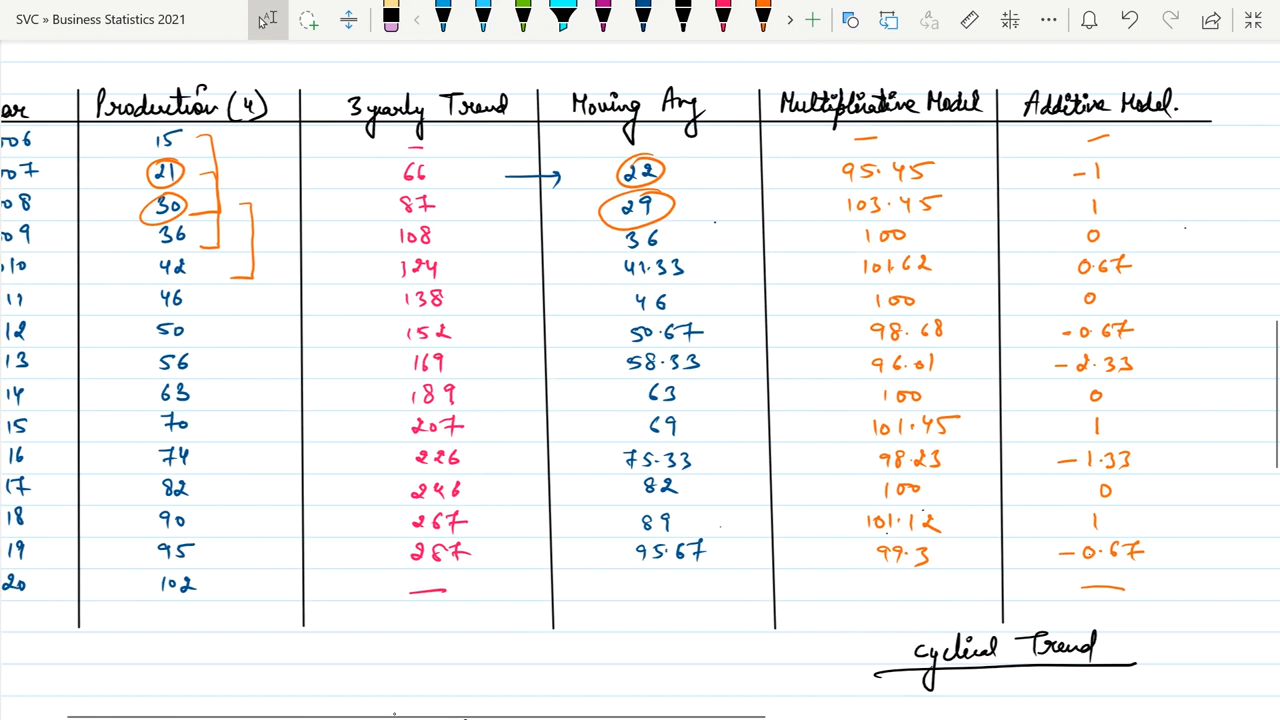 SVC » Business Statistics 2021
ar Production (4) 3 yearly Trend Moving Avg Multiplicative Model Additive Model.
006 15 — — —
007 21 66 → 22 95.45 -1
008 30 87 29 103.45 1
009 36 108 36 100 0
010 42 124 41.33 101.62 0.67
11 46 138 46 100 0
12 50 152 50.67 98.68 -0.67
13 56 169 58.33 96.01 -2.33
14 63 189 63 100 0
15 70 207 69 101.45 1
16 74 226 75.33 98.23 -1.33
17 82 246 82 100 0
18 90 267 89 101.12 1
19 95 287 95.67 99.3 -0.67
20 102 — —
Cyclical Trend